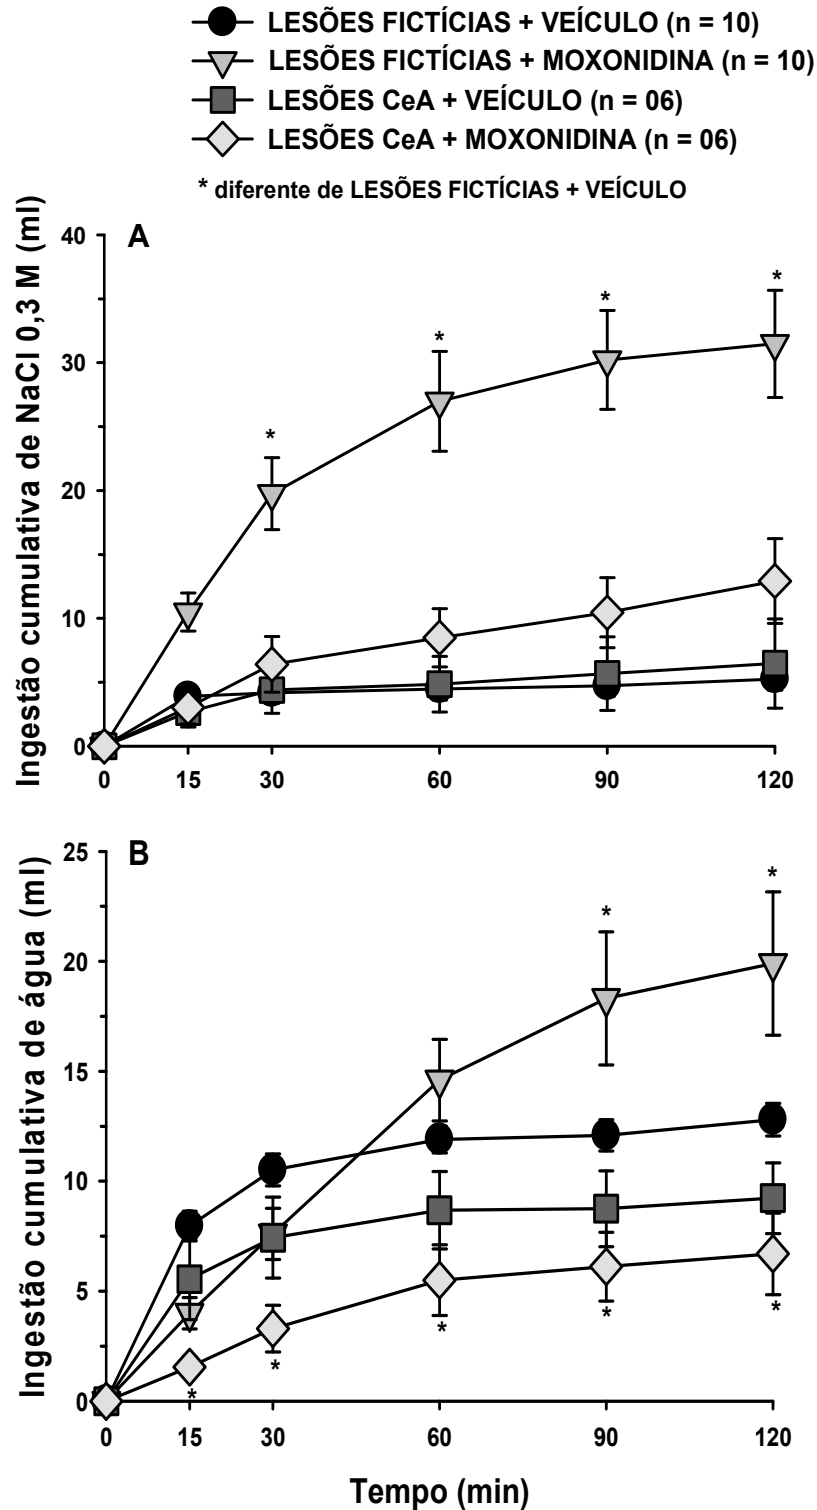 LESÕES FICTÍCIAS + VEÍCULO (n = 10)
LESÕES FICTÍCIAS + MOXONIDINA (n = 10)
LESÕES CeA + VEÍCULO (n = 06)
LESÕES CeA + MOXONIDINA (n = 06)
* diferente de LESÕES FICTÍCIAS + VEÍCULO
A
Ingestão cumulativa de NaCl 0,3 M (ml)
40
30
20
10
0
* * * * *
0 15 30 60 90 120
B
Ingestão cumulativa de água (ml)
25
20
15
10
5
0
* *
* * * * *
0 15 30 60 90 120
Tempo (min)